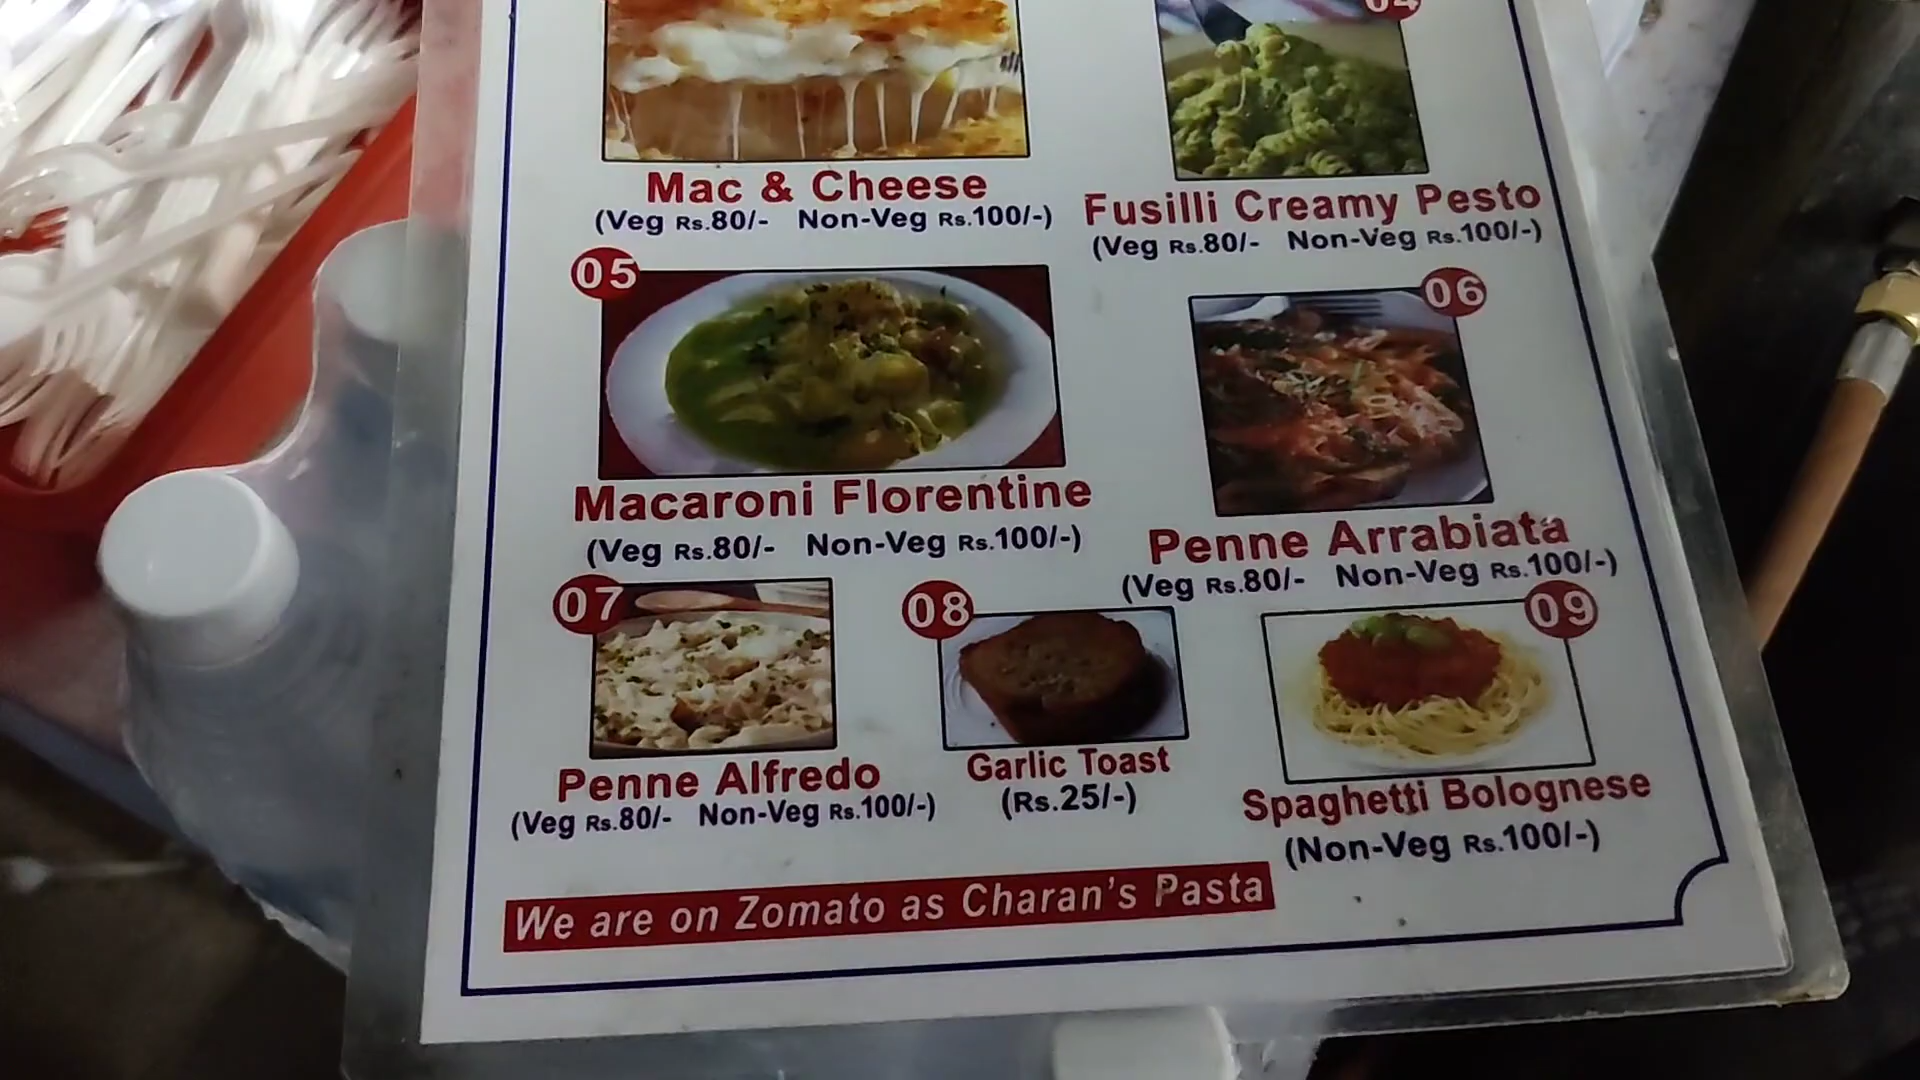 04
Mac & Cheese
(Veg Rs.80/- Non-Veg Rs.100/-)
Fusilli Creamy Pesto
(Veg Rs.80/- Non-Veg Rs.100/-)
05
Macaroni Florentine
(Veg Rs.80/- Non-Veg Rs.100/-)
06
Penne Arrabiata
(Veg Rs.80/- Non-Veg Rs.100/-)
07
Penne Alfredo
(Veg Rs.80/- Non-Veg Rs.100/-)
08
Garlic Toast
(Rs.25/-)
09
Spaghetti Bolognese
(Non-Veg Rs.100/-)
We are on Zomato as Charan's Pasta